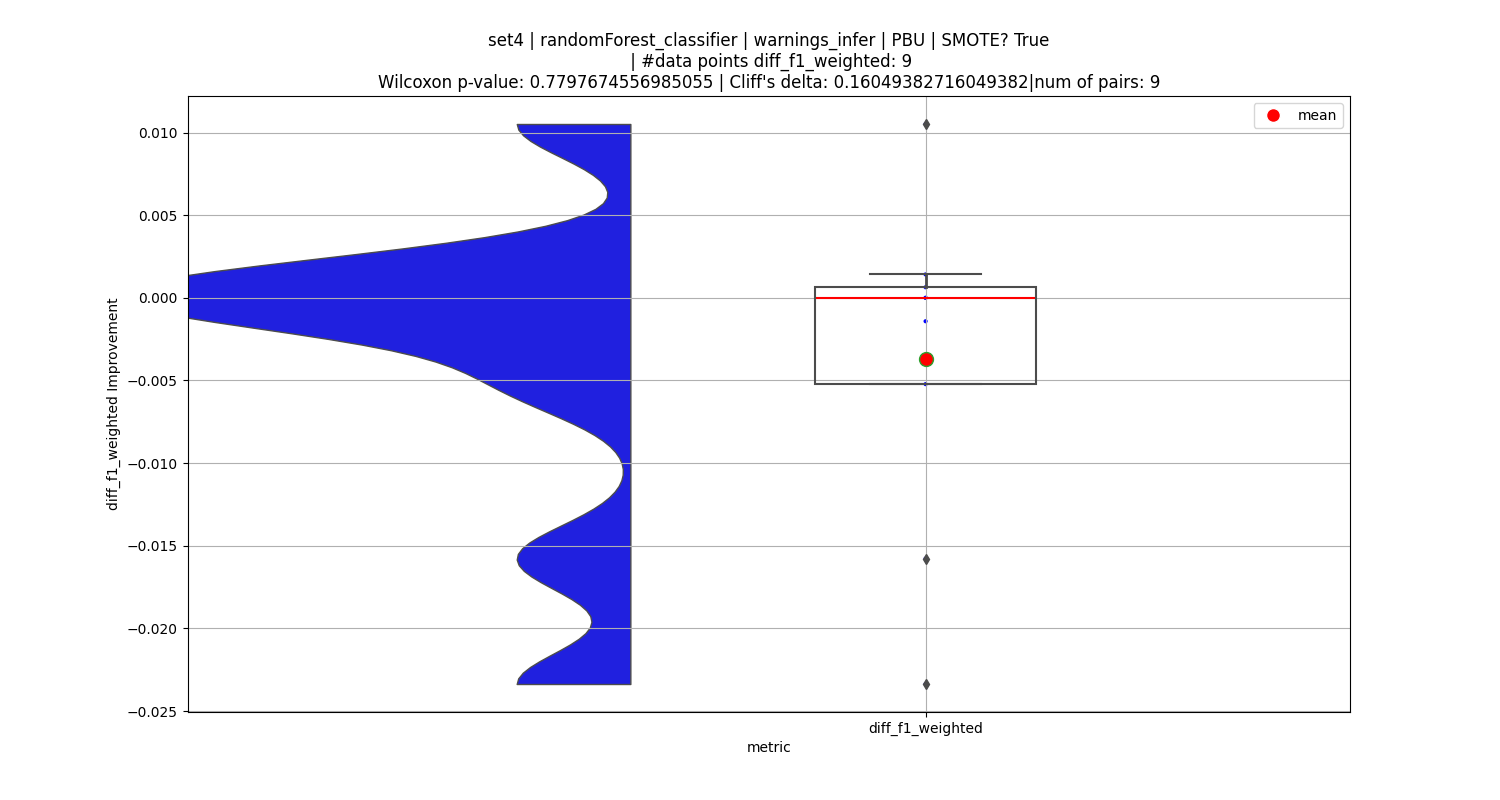 set4 | randomForest_classifier | warnings_infer | PBU | SMOTE? True
| #data points diff_f1_weighted: 9
Wilcoxon p-value: 0.7797674556985055 | Cliff's delta: 0.16049382716049382|num of pairs: 9
mean
0.010
0.005
0.000
−0.005
−0.010
−0.015
−0.020
−0.025
diff_f1_weighted Improvement
diff_f1_weighted
metric